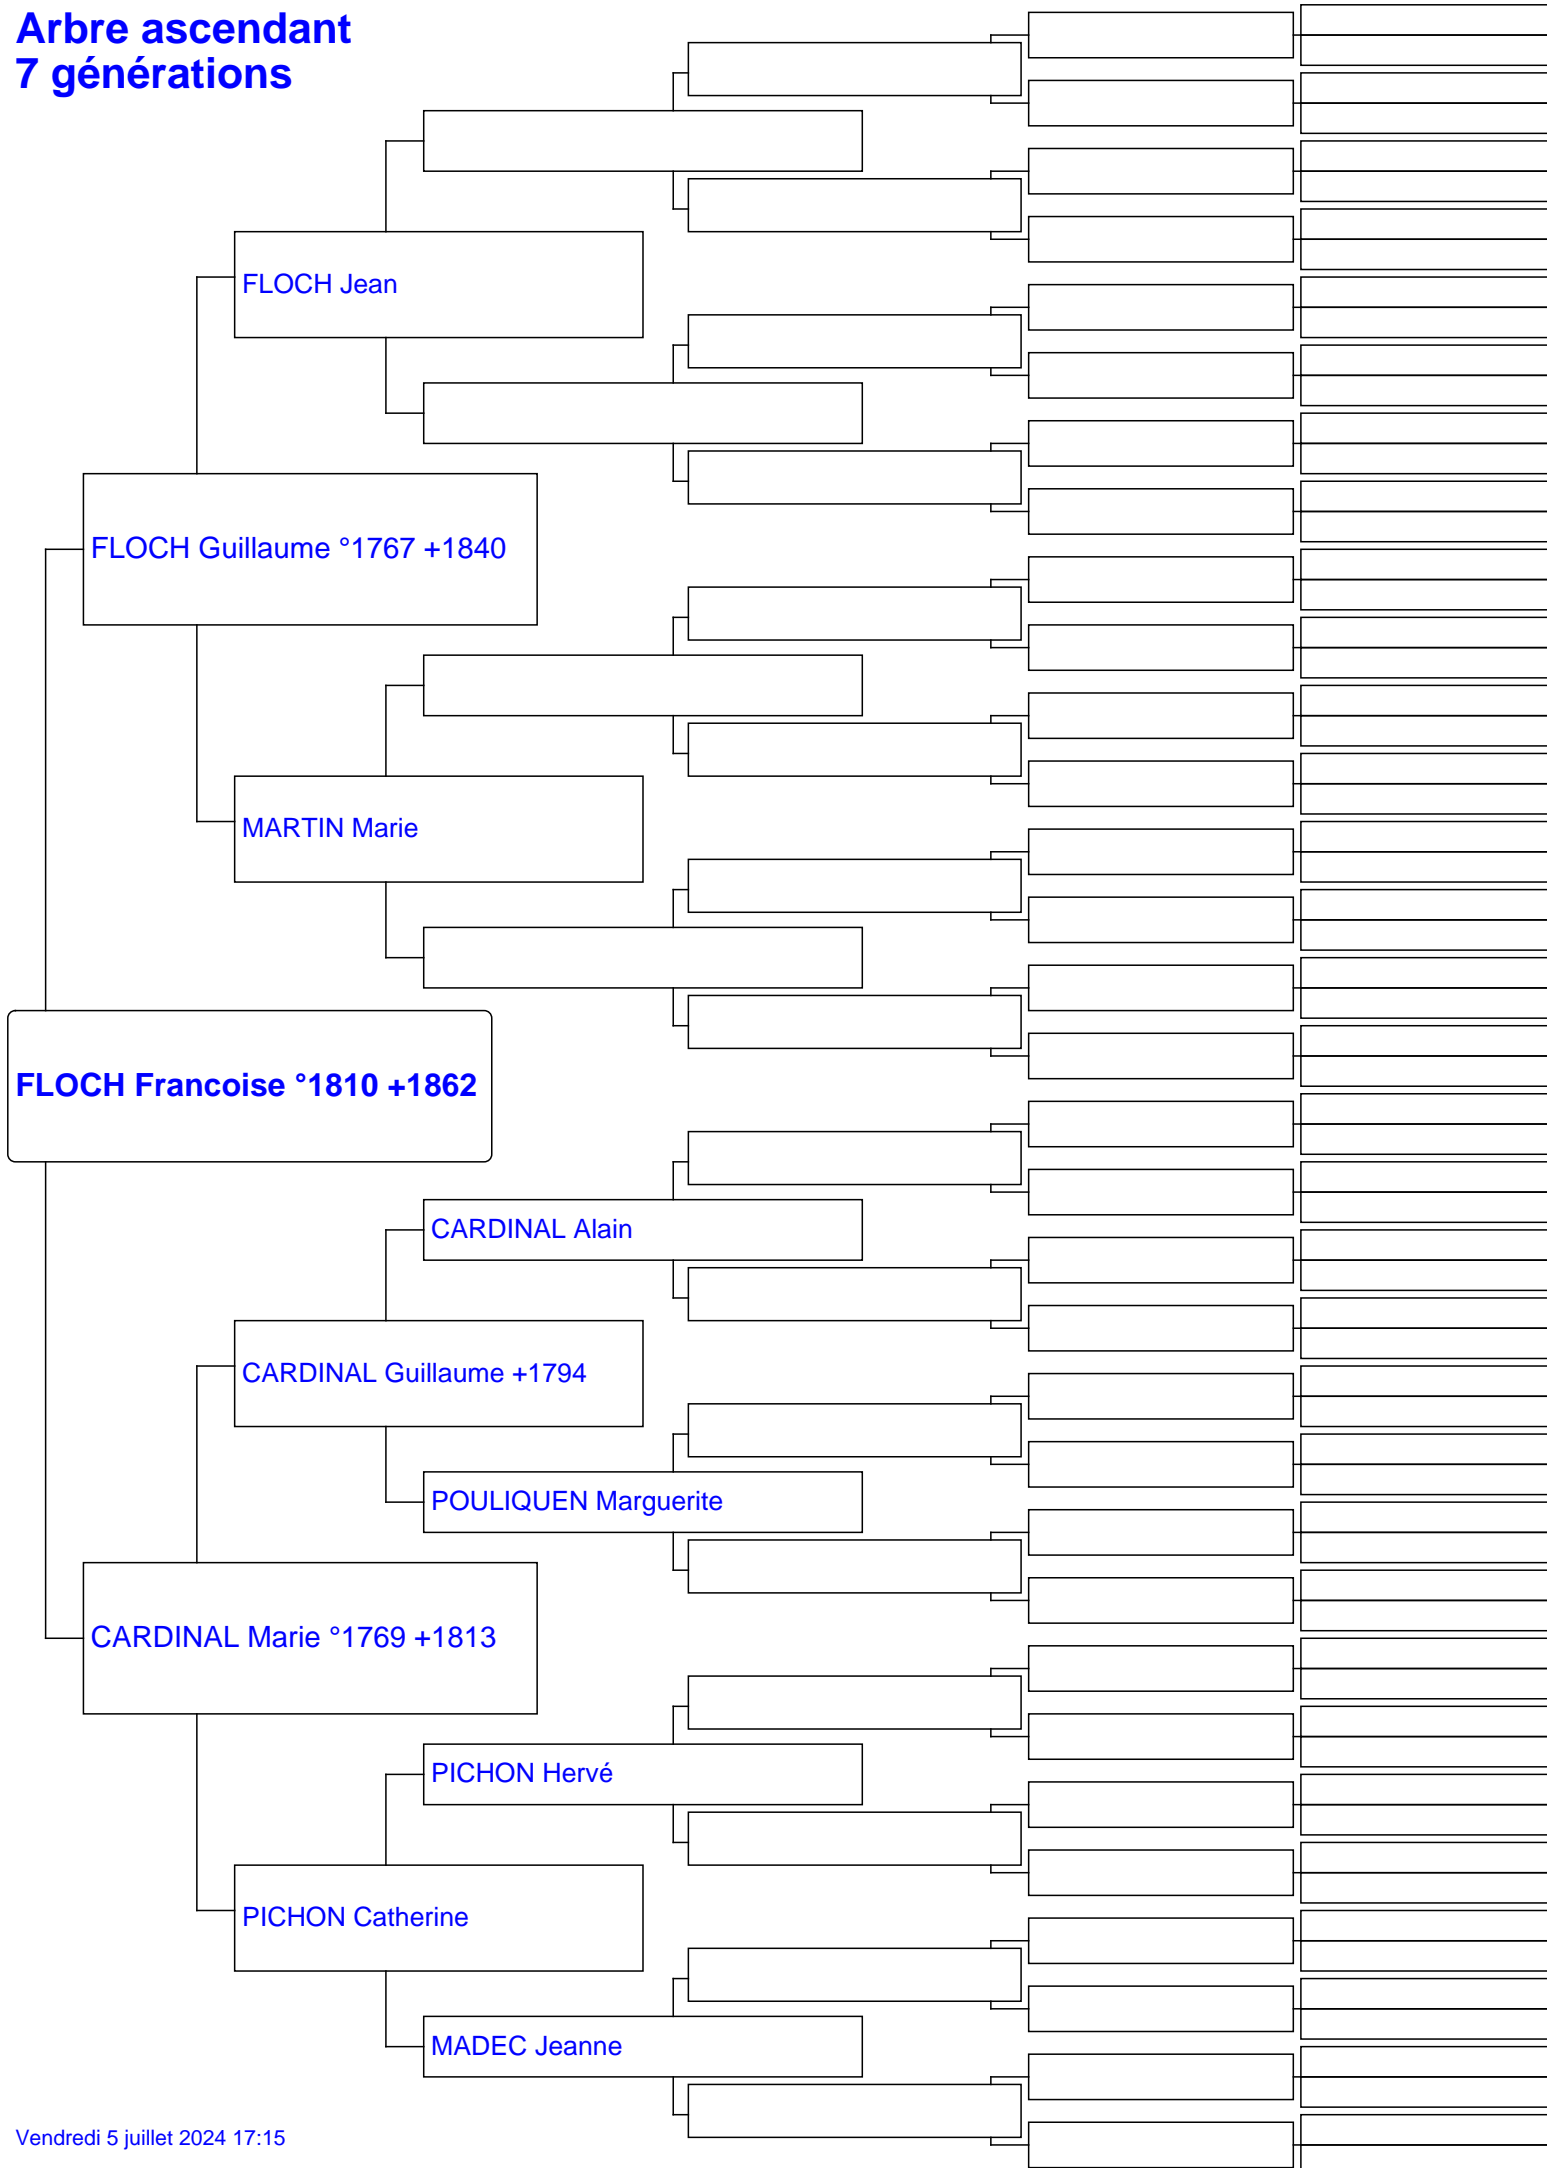 Arbre ascendant
7 générations
FLOCH Jean
FLOCH Guillaume °1767 +1840
MARTIN Marie
FLOCH Francoise °1810 +1862
CARDINAL Alain
CARDINAL Guillaume +1794
POULIQUEN Marguerite
CARDINAL Marie °1769 +1813
PICHON Hervé
PICHON Catherine
MADEC Jeanne
Vendredi 5 juillet 2024 17:15